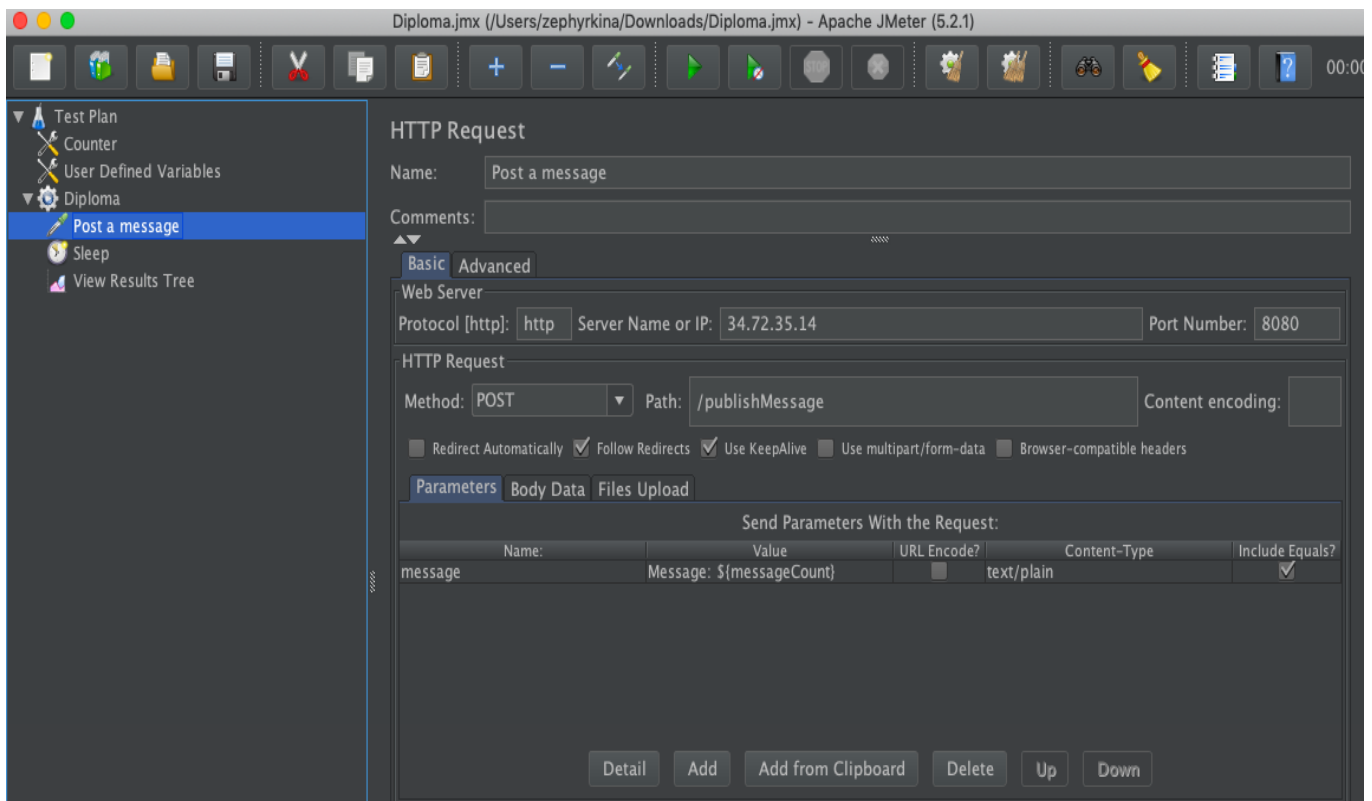 Diploma.jmx (/Users/zephyrkina/Downloads/Diploma.jmx) - Apache JMeter (5.2.1)
STOP
00:00
Test Plan
Counter
User Defined Variables
Diploma
Post a message
Sleep
View Results Tree
HTTP Request
Name: Post a message
Comments:
Basic Advanced
Web Server
Protocol [http]: http Server Name or IP: 34.72.35.14 Port Number: 8080
HTTP Request
Method: POST Path: /publishMessage Content encoding:
Redirect Automatically Follow Redirects Use KeepAlive Use multipart/form-data Browser-compatible headers
Parameters Body Data Files Upload
Send Parameters With the Request:
Name: Value URL Encode? Content-Type Include Equals?
message Message: ${messageCount} text/plain
Detail Add Add from Clipboard Delete Up Down